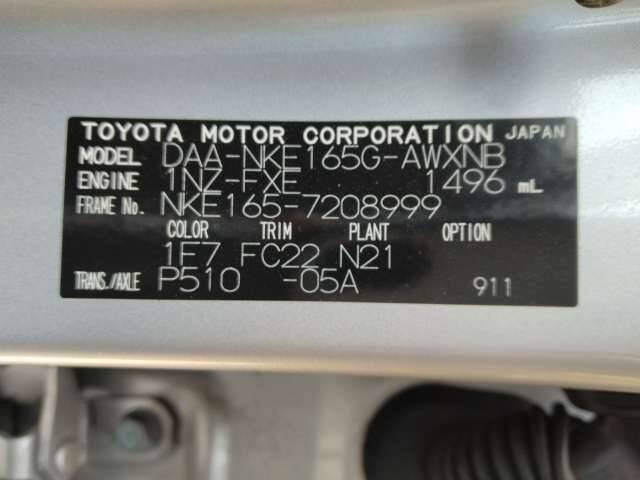 TOYOTA MOTOR CORPORATION JAPAN
MODEL DAA-NKE165G-AWXNB
ENGINE 1NZ-FXE 1496 mL
FRAME No. NKE165-7208999
COLOR TRIM PLANT OPTION
1F7 FC22 N21
TRANS./AXLE P510 -05A 911